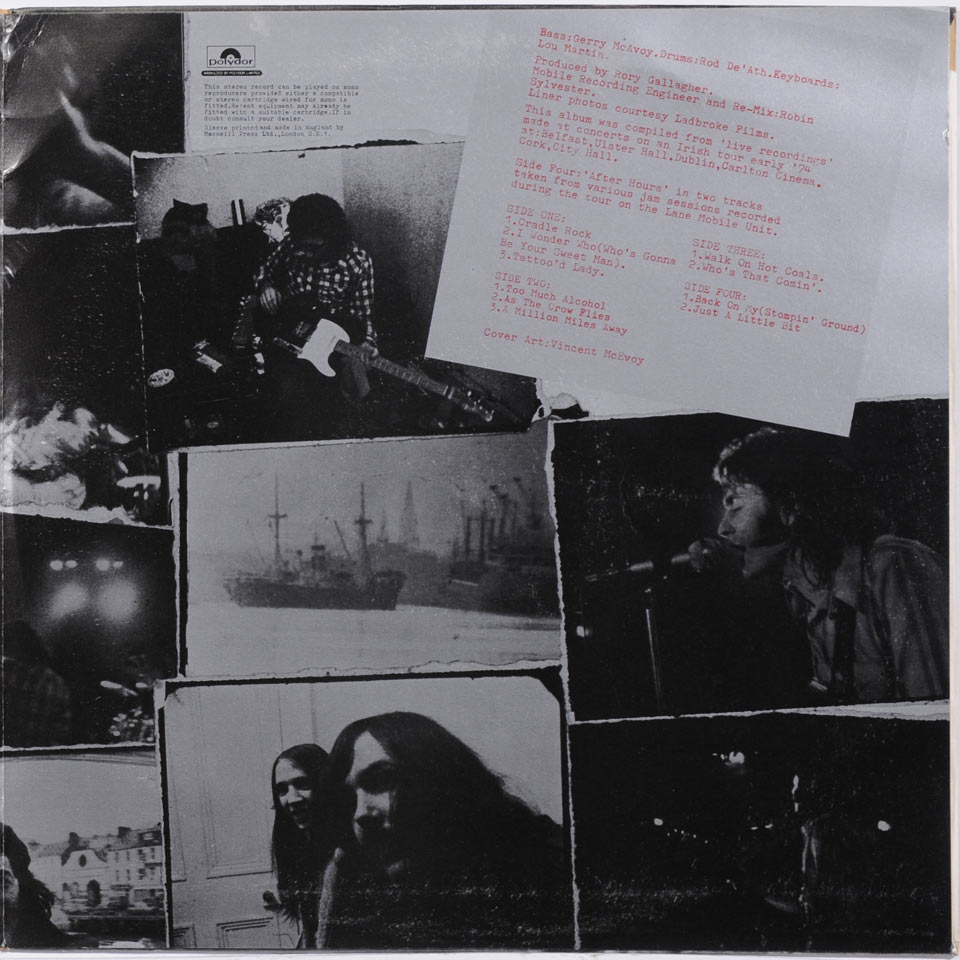 polydor
MARKETED BY POLYDOR LIMITED
This stereo record can be played on mono
reproducers provided either a compatible
or stereo cartridge wired for mono is
fitted.Recent equipment may already be
fitted with a suitable cartridge.If in
doubt consult your dealer.
Sleeve printed and made in England by
Macneill Press Ltd.,London S.E.1.
Bass:Gerry McAvoy.Drums:Rod De'Ath.Keyboards:
Lou Martin.
Produced by Rory Gallagher.
Mobile Recording Engineer and Re-Mix:Robin
Sylvester.
Liner photos courtesy Ladbroke Films.
This album was compiled from 'live recordings'
made at concerts on an Irish tour early '74
at:Belfast,Ulster Hall,Dublin,Carlton Cinema.
Cork,City Hall.
Side Four:'After Hours' is two tracks
taken from various jam sessions recorded
during the tour on the Lane Mobile Unit.
SIDE ONE:
1.Cradle Rock
2.I Wonder Who(Who's Gonna
Be Your Sweet Man).
3.Tattoo'd Lady.
SIDE TWO:
1.Too Much Alcohol
2.As The Crow Flies
3.A Million Miles Away
SIDE THREE:
1.Walk On Hot Coals.
2.Who's That Comin'.
SIDE FOUR:
1.Back On My(Stompin' Ground)
2.Just A Little Bit
Cover Art:Vincent McEvoy